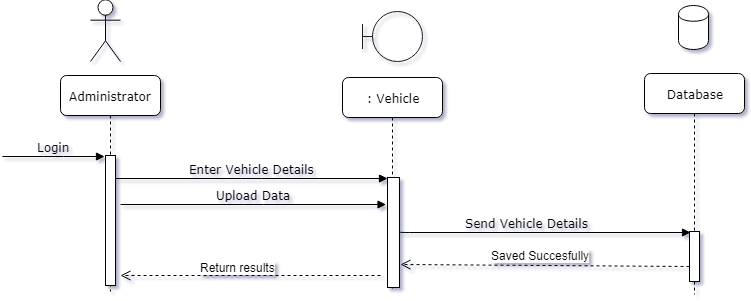 Administrator
: Vehicle
Database
Login
Enter Vehicle Details
Upload Data
Send Vehicle Details
Saved Succesfully
Return results